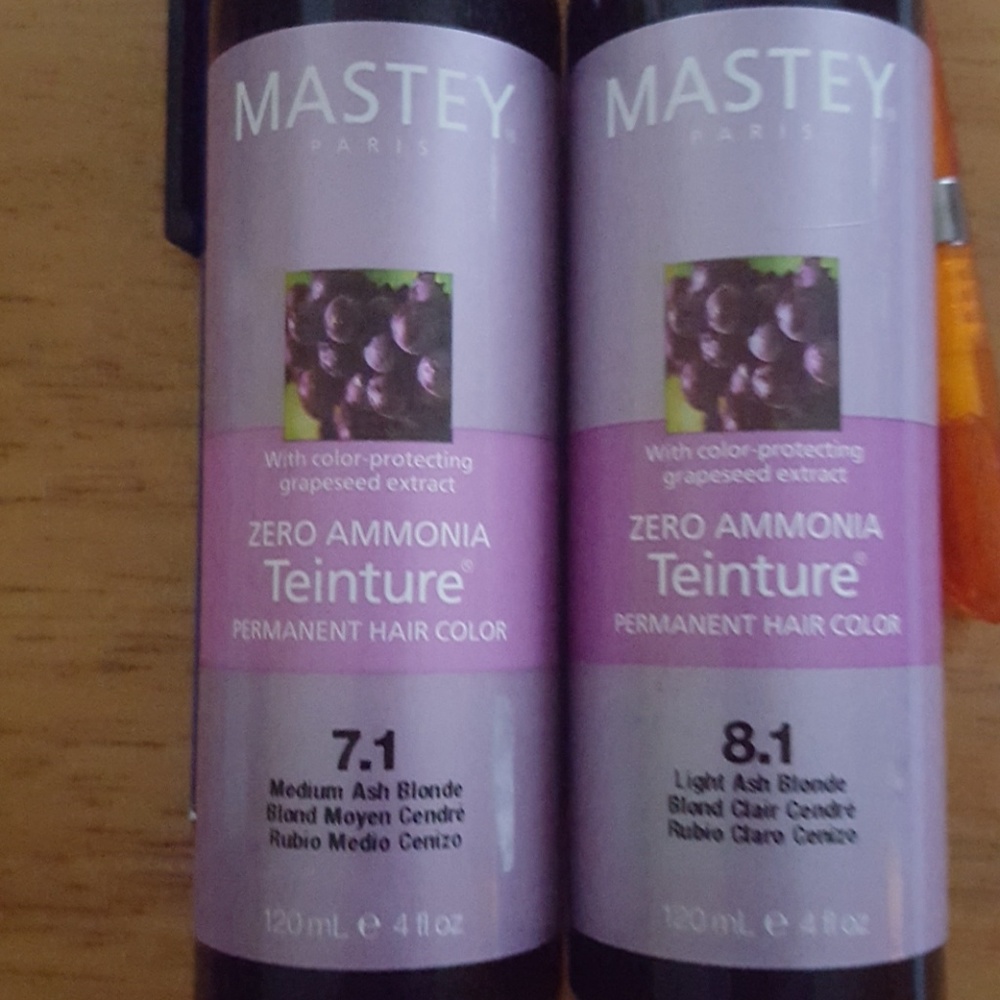 MASTEY
PARIS
With color-protecting
grapeseed extract
ZERO AMMONIA
Teinture®
PERMANENT HAIR COLOR
7.1
Medium Ash Blonde
Blond Moyen Cendré
Rubio Medio Cenizo
120 mL e 4 fl oz
MASTEY
PARIS
With color-protecting
grapeseed extract
ZERO AMMONIA
Teinture®
PERMANENT HAIR COLOR
8.1
Light Ash Blonde
Blond Clair Cendré
Rubio Claro Cenizo
120 mL e 4 fl oz